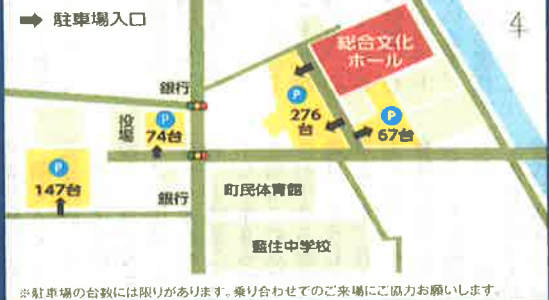 ➡ 駐車場入口
4
総合文化
ホール
銀行
P
276
台
P
67台
役場
P
74台
P
147台
銀行
町民体育館
藍住中学校
※駐車場の台数には限りがあります。乗り合わせてのご来場にご協力お願いします。